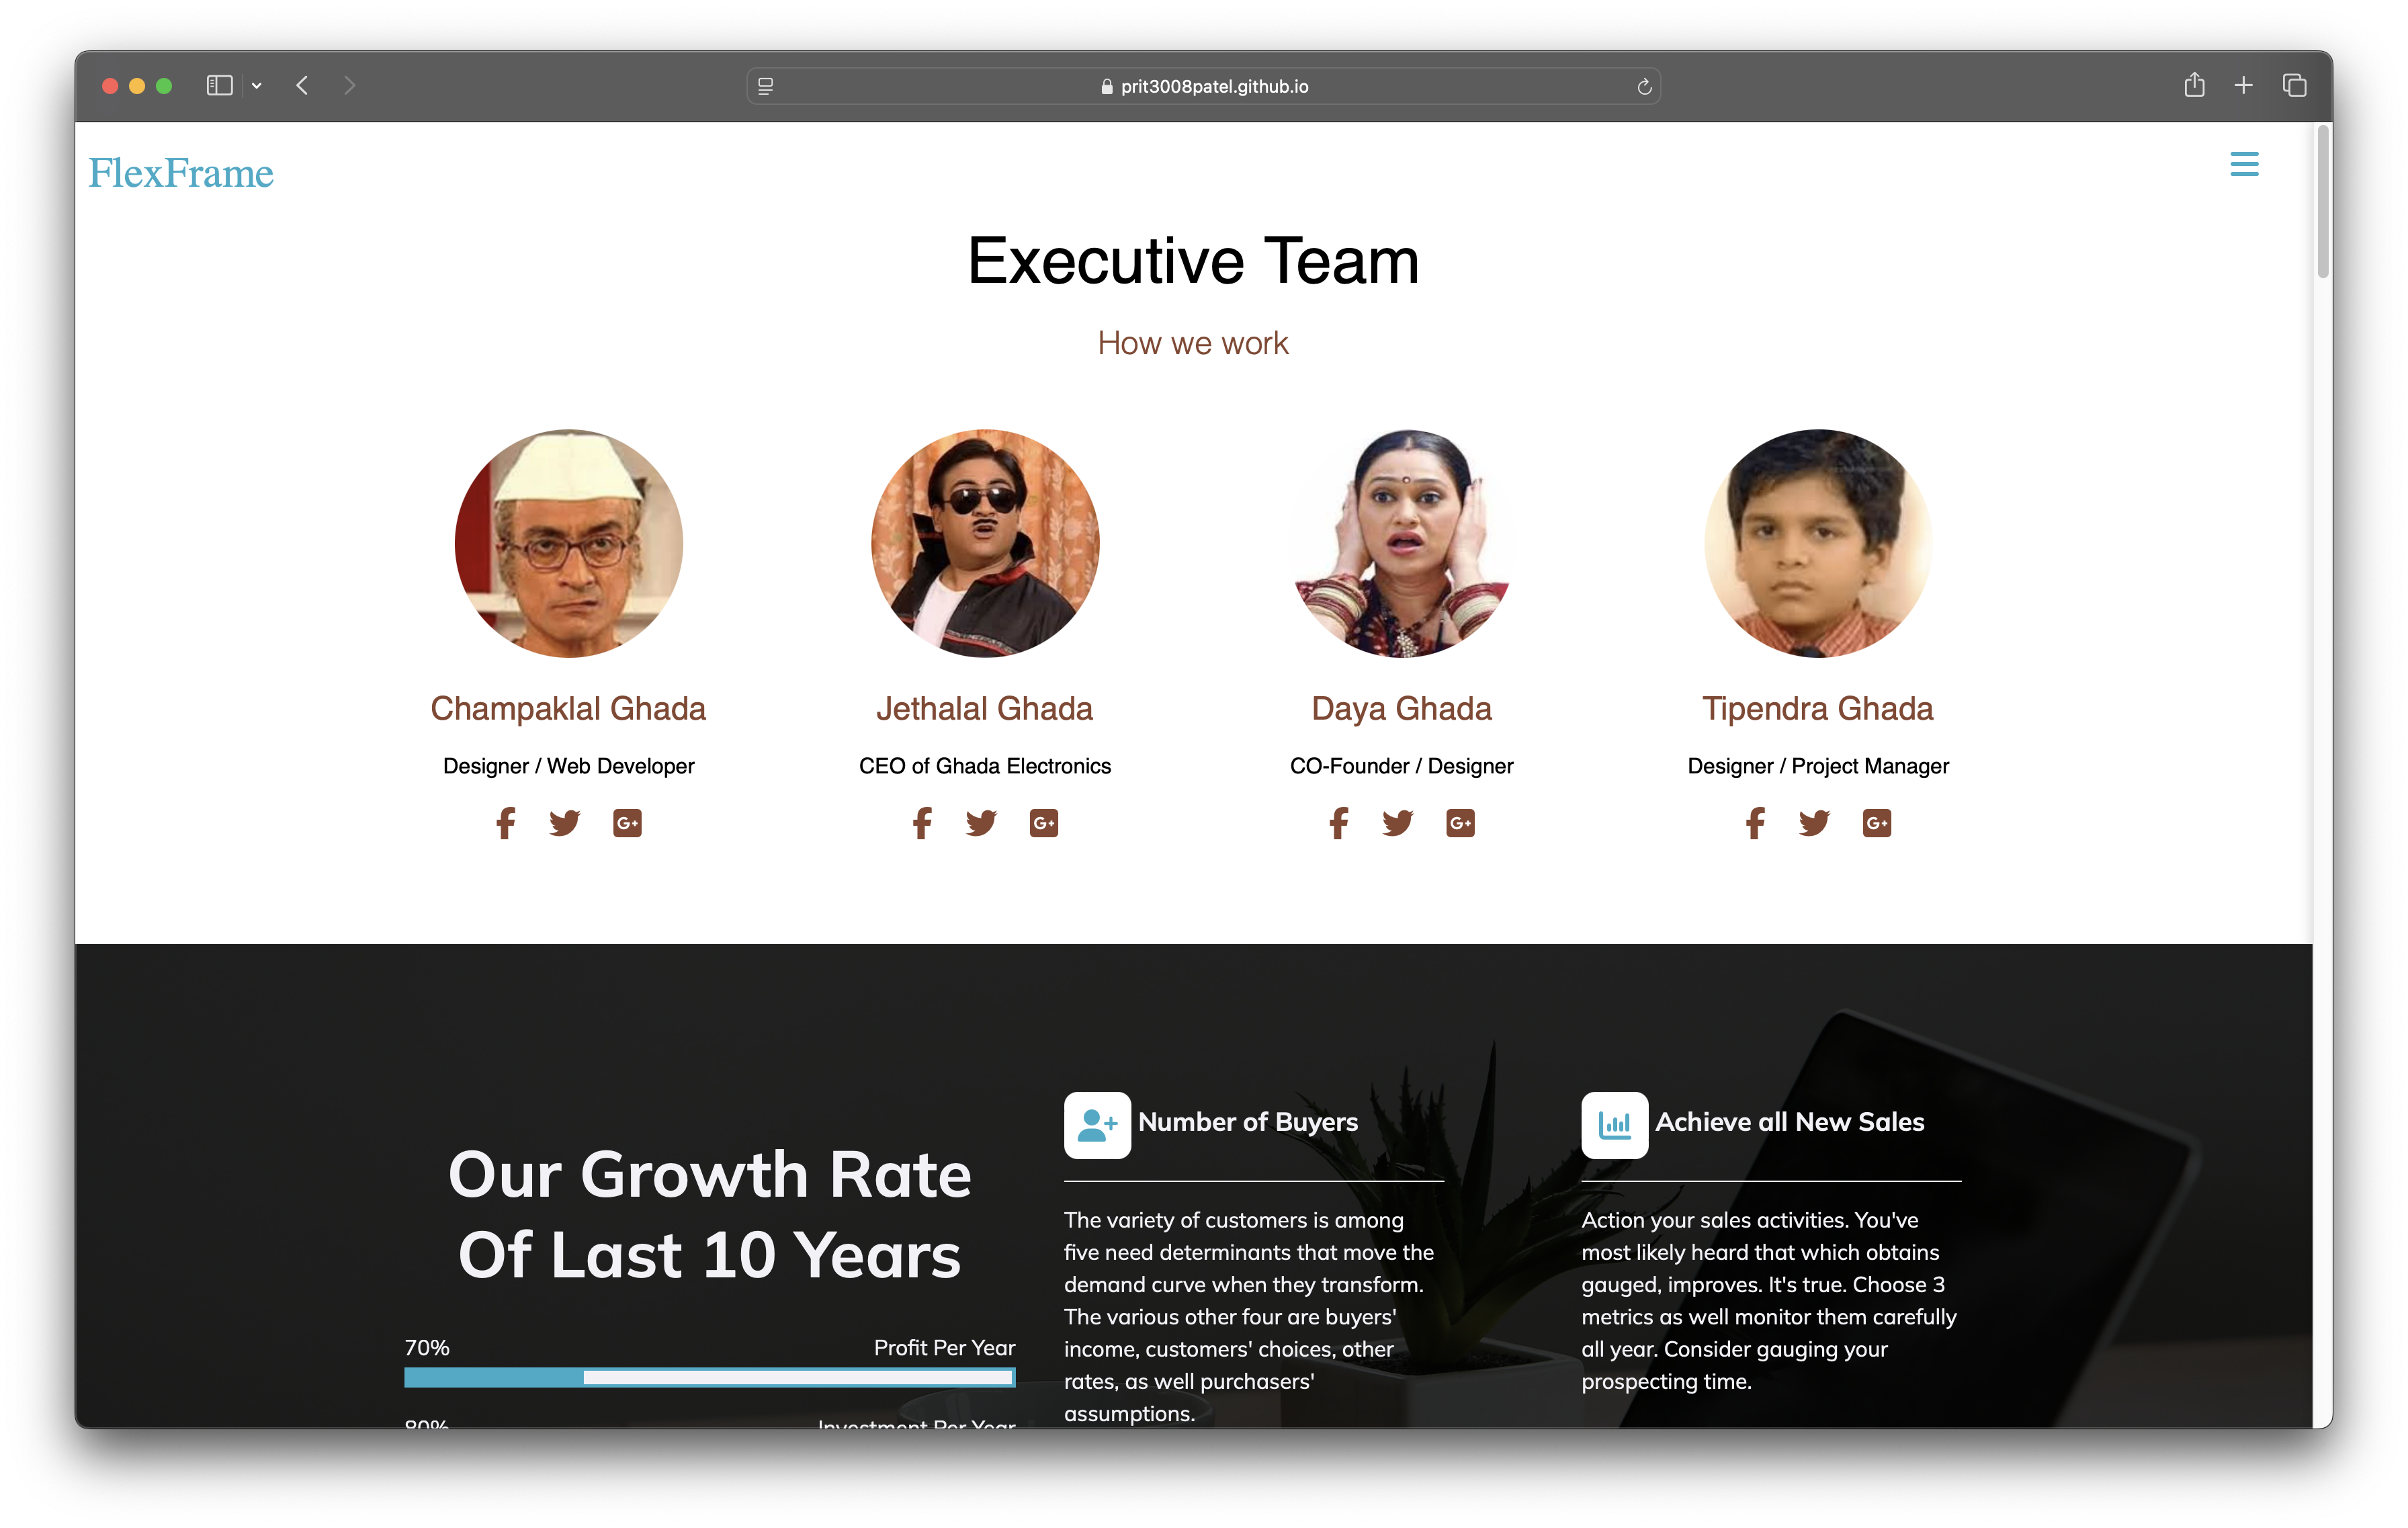 prit3008patel.github.io
FlexFrame
Executive Team
How we work
Champaklal Ghada
Designer / Web Developer
Jethalal Ghada
CEO of Ghada Electronics
Daya Ghada
CO-Founder / Designer
Tipendra Ghada
Designer / Project Manager
G+
G+
G+
G+
Our Growth Rate
Of Last 10 Years
70% Profit Per Year
80% Investment Per Year
Number of Buyers
The variety of customers is among
five need determinants that move the
demand curve when they transform.
The various other four are buyers'
income, customers' choices, other
rates, as well purchasers'
assumptions.
Achieve all New Sales
Action your sales activities. You've
most likely heard that which obtains
gauged, improves. It's true. Choose 3
metrics as well monitor them carefully
all year. Consider gauging your
prospecting time.